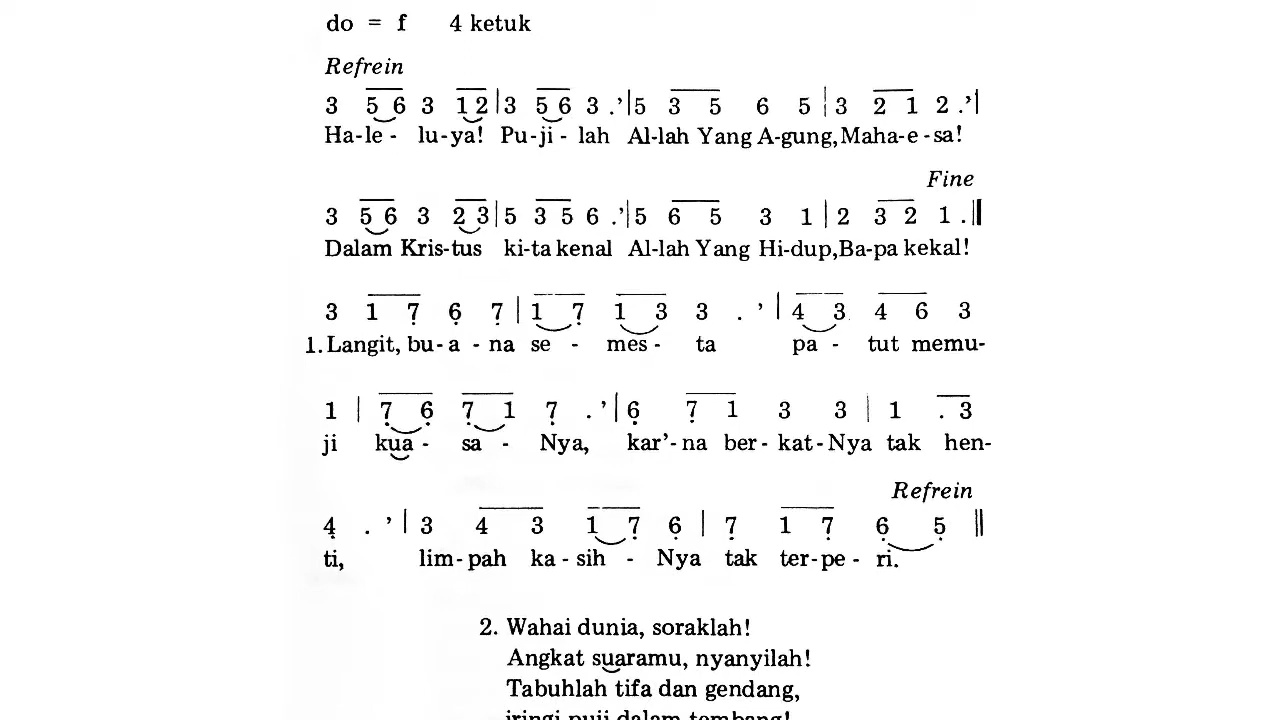 do = f 4 ketuk
Refrein
3 5 6 3 1 2 | 3 5 6 3 . ’ | 5 3 5 6 5 | 3 2 1 2 . ’ |
Ha-le - lu-ya! Pu-ji - lah Al-lah Yang A-gung, Maha-e-sa!
Fine
3 5 6 3 2 3 | 5 3 5 6 . ’ | 5 6 5 3 1 | 2 3 2 1 . ||
Dalam Kris-tus ki-ta kenal Al-lah Yang Hi-dup, Ba-pa kekal!
3 1 7̣ 6̣ 7̣ | 1 7̣ 1 3 3 . ’ | 4 3 4 6 3
1. Langit, bu-a - na se - mes - ta pa - tut memu-
1 | 7̣ 6̣ 7̣ 1 7̣ . ’ | 6̣ 7̣ 1 3 3 | 1 . 3
ji kua - sa - Nya, kar’-na ber-kat-Nya tak hen-
Refrein
4̣ . ’ | 3 4 3 1 7̣ 6̣ | 7̣ 1 7̣ 6̣ 5̣ ||
ti, lim-pah ka-sih - Nya tak ter-pe - ri.
2. Wahai dunia, soraklah!
Angkat suaramu, nyanyilah!
Tabuhlah tifa dan gendang,
iringi puji dalam tembang!